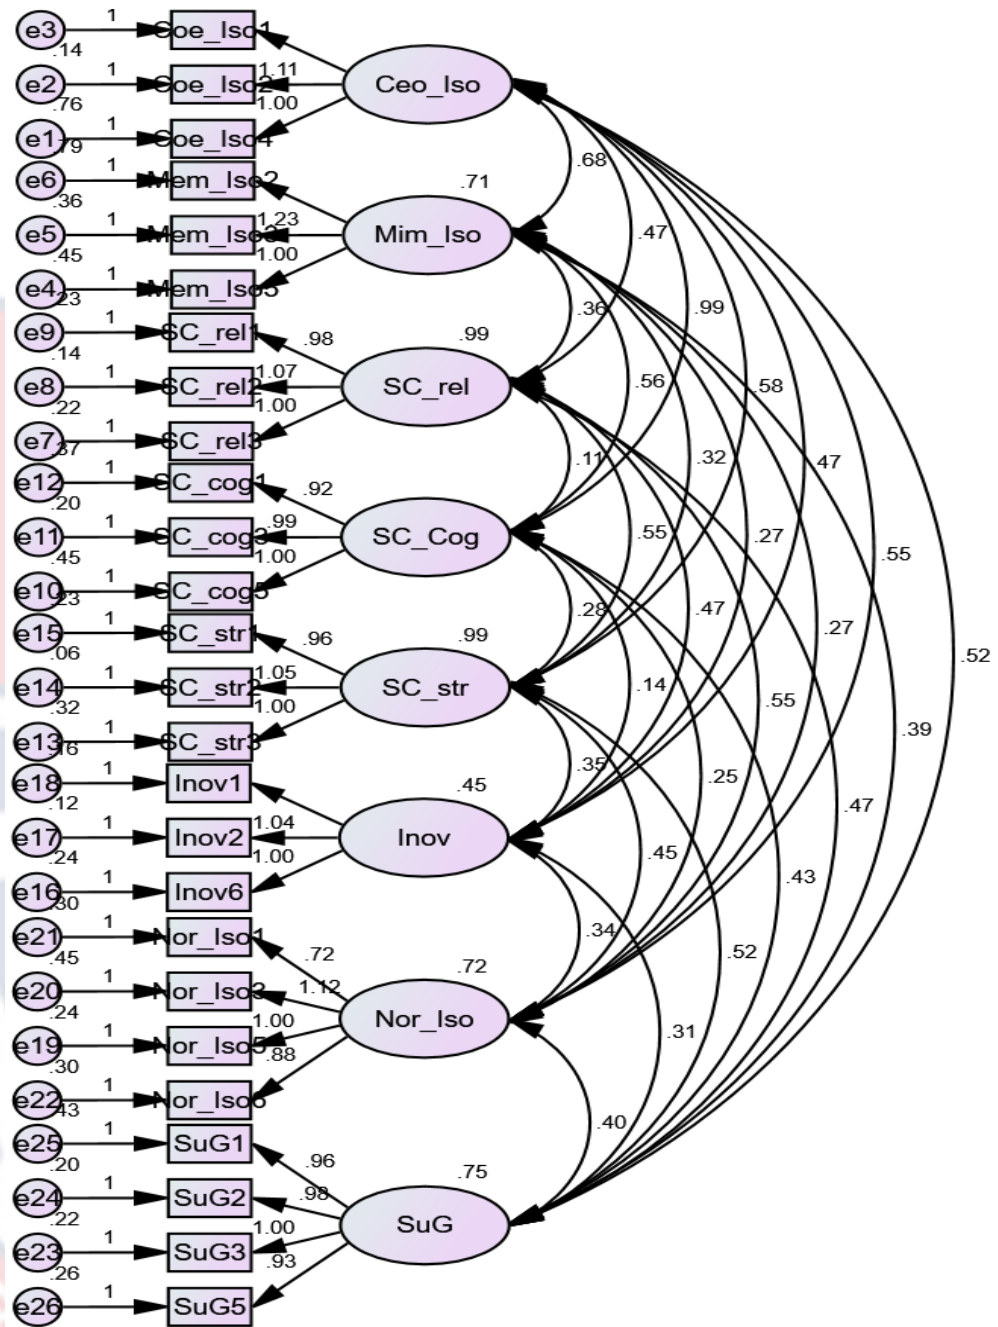 e3 1 Coe_Iso1
.14
e2 1 Coe_Iso2 1.11 Ceo_Iso
.76 1.00
e1 1 Coe_Iso4
.79 .68
e6 1 Mem_Iso2 .71
.36
e5 1 Mem_Iso3 1.23 Mim_Iso .47
.45 1.00
e4 1 Mem_Iso5
.23 .36 .99
e9 1 SC_rel1 .98 .99
.14
e8 1 SC_rel2 1.07 SC_rel .56 .58
.22 1.00
e7 1 SC_rel3
.37 .11 .32 .47
e12 1 SC_cog1 .92
.20
e11 1 SC_cog3 .99 SC_Cog .55 .27 .55
.45 1.00
e10 1 SC_cog5
.23 .28 .47 .27
e15 1 SC_str1 .96 .99
.06 .52
e14 1 SC_str2 1.05 SC_str .14 .55
.32 1.00 .39
e13 1 SC_str3
.16 .35 .25
e18 1 Inov1 .45
.12 .47
e17 1 Inov2 1.04 Inov .45
.24 1.00 .43
e16 1 Inov6
.30
e21 1 Nor_Iso1 .34
.45 .72 .72 .52
e20 1 Nor_Iso3 1.12
.24 1.00 Nor_Iso .31
e19 1 Nor_Iso5 .88
.30
e22 1 Nor_Iso6
.43 .40
e25 1 SuG1
.20 .96 .75
e24 1 SuG2 .98
.22 1.00 SuG
e23 1 SuG3 .93
.26
e26 1 SuG5